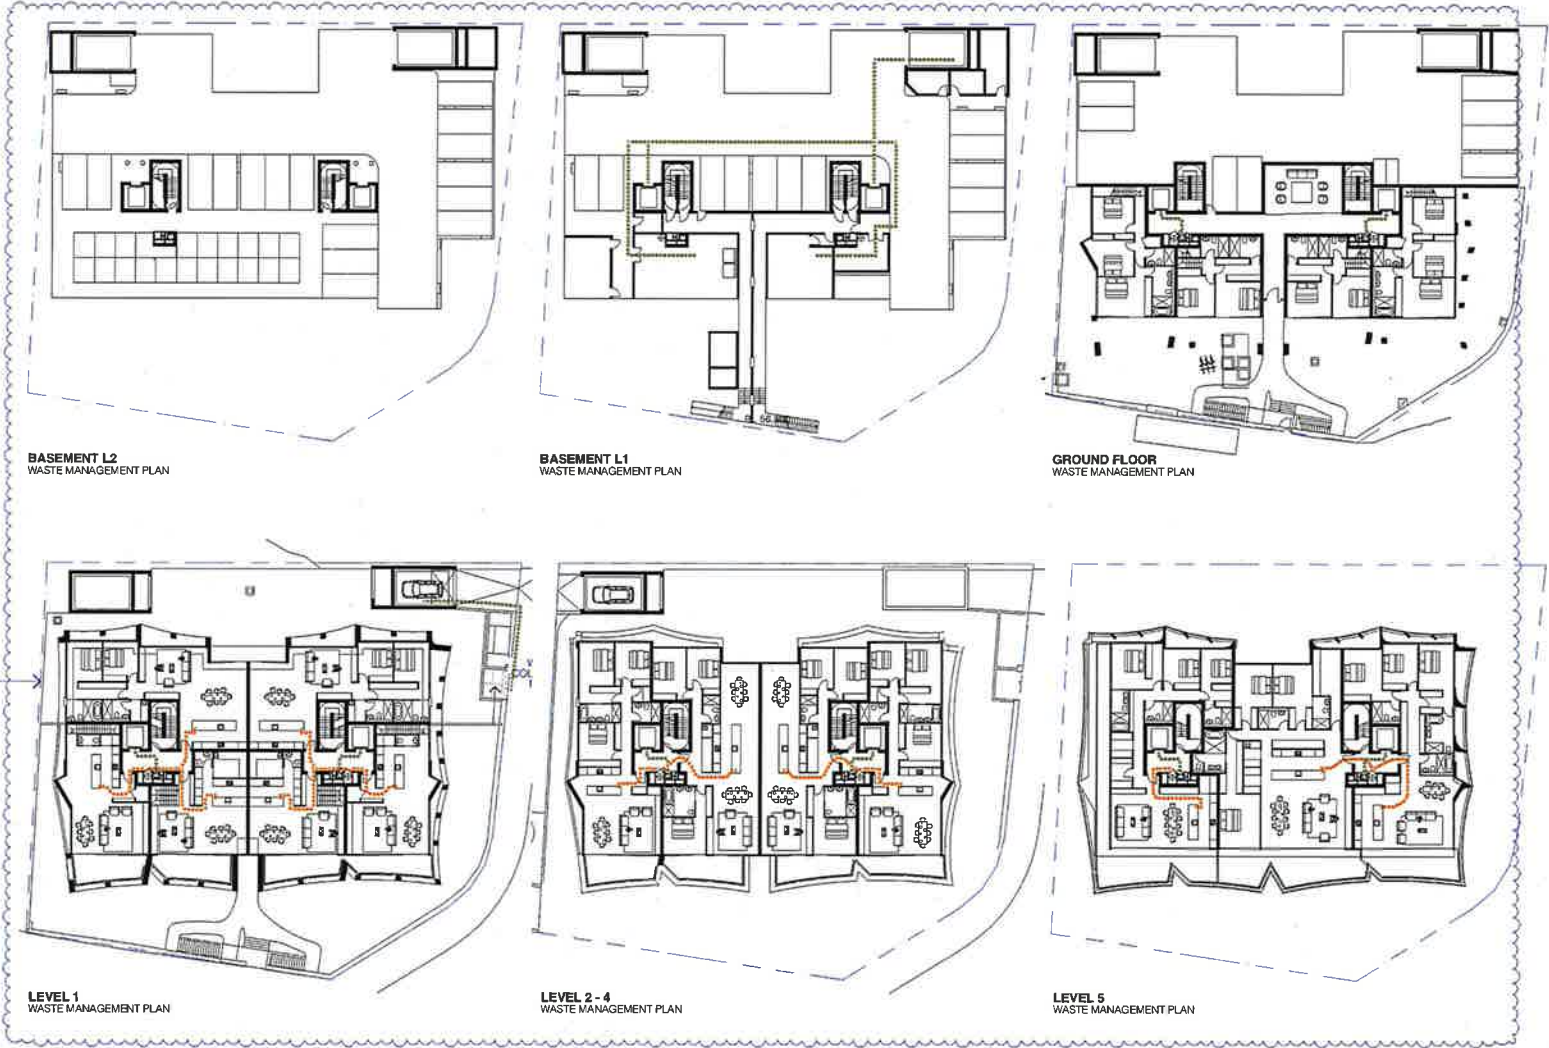 BASEMENT L2
WASTE MANAGEMENT PLAN
BASEMENT L1
WASTE MANAGEMENT PLAN
GROUND FLOOR
WASTE MANAGEMENT PLAN
COL
LEVEL 1
WASTE MANAGEMENT PLAN
LEVEL 2 - 4
WASTE MANAGEMENT PLAN
LEVEL 5
WASTE MANAGEMENT PLAN